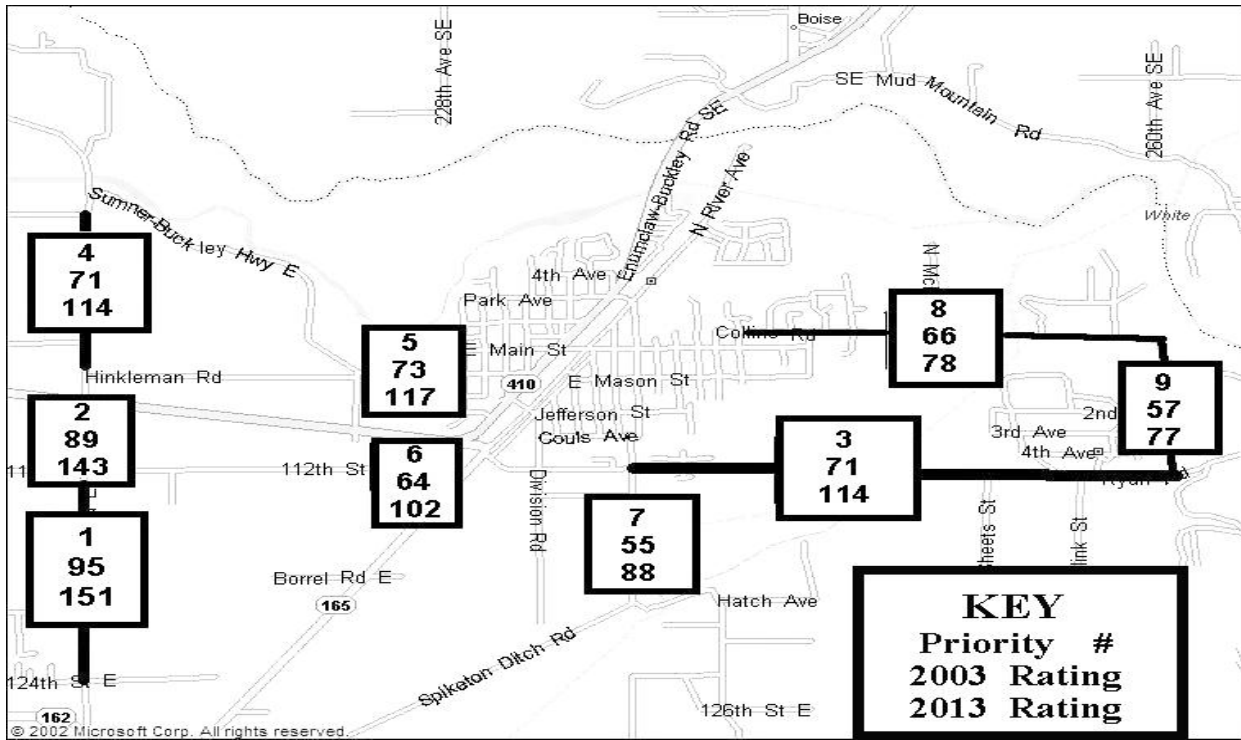 Boise
228th Ave SE
SE Mud Mountain Rd
260th Ave SE
Enumclaw-Buckley Rd SE
N River Ave
Sumner-Buckley Hwy E
White
4
71
114
4th Ave
Park Ave
N
8
66
78
Collins Rd
5
73
117
E Main St
410
E Mason St
Hinkleman Rd
9
57
77
2
89
143
Jefferson St
Couls Ave
2nd
3rd Ave
4th Ave
3
71
114
6
64
102
112th St
Ryan Rd
Division Rd
7
55
88
1
95
151
Borrel Rd E
165
Hatch Ave
Spiketon Ditch Rd
124th St E
162
126th St E
KEY
Priority #
2003 Rating
2013 Rating
© 2002 Microsoft Corp. All rights reserved.